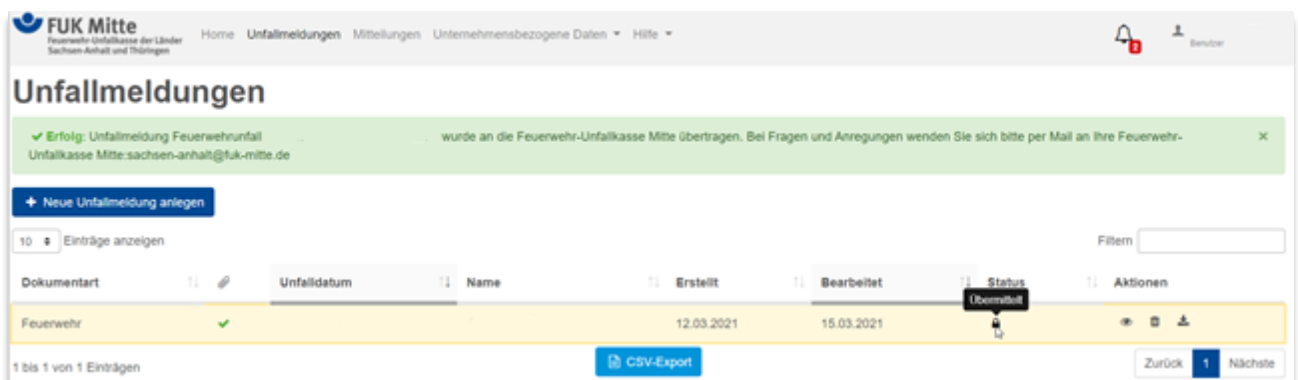 FUK Mitte
Feuerwehr-Unfallkasse der Länder
Sachsen-Anhalt und Thüringen
Home Unfallmeldungen Mitteilungen Unternehmensbezogene Daten Hilfe
2
Benutzer
Unfallmeldungen
Erfolg: Unfallmeldung Feuerwehrunfall wurde an die Feuerwehr-Unfallkasse Mitte übertragen. Bei Fragen und Anregungen wenden Sie sich bitte per Mail an Ihre Feuerwehr-
Unfallkasse Mitte:sachsen-anhalt@fuk-mitte.de
+ Neue Unfallmeldung anlegen
10 Einträge anzeigen Filtern
Dokumentart Unfalldatum Name Erstellt Bearbeitet Status Aktionen
Übermittelt
Feuerwehr 12.03.2021 15.03.2021
1 bis 1 von 1 Einträgen CSV-Export Zurück 1 Nächste